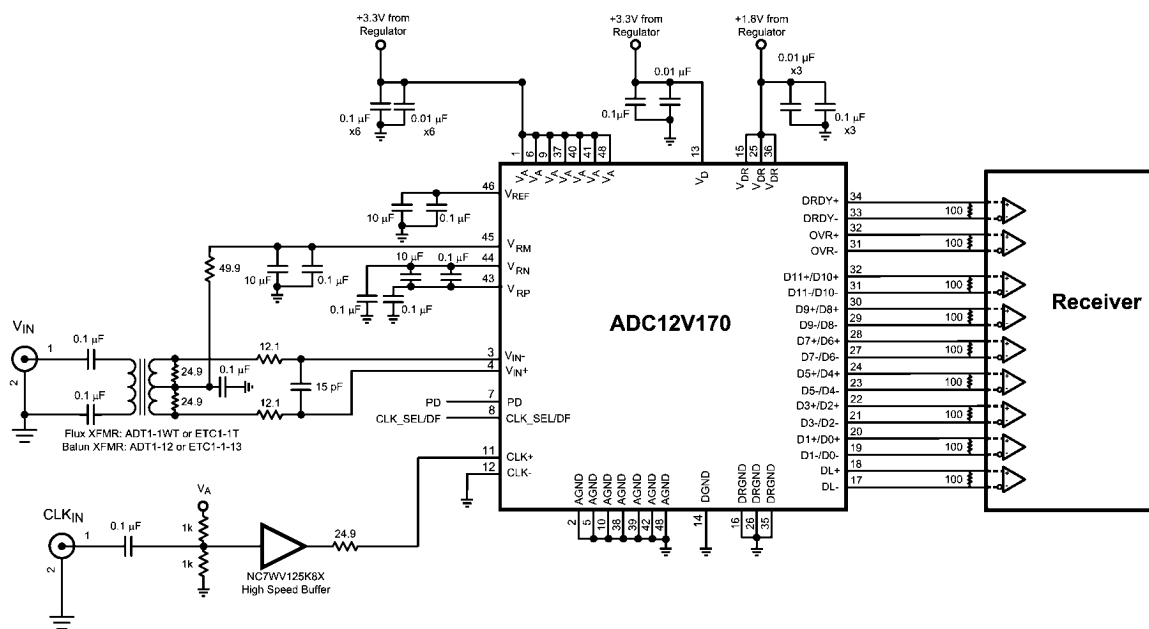 +3.3V from
Regulator
+3.3V from
Regulator
+1.8V from
Regulator
0.1 µF
x6
0.01 µF
x6
0.1µF
0.01 µF
0.01 µF
x3
0.1 µF
x3
1
6
9
37
40
41
48
13
15
25
36
VA
VA
VA
VA
VA
VA
VA
VD
VDR
VDR
VDR
46
VREF
10 µF
0.1 µF
45
VRM
49.9
10 µF
0.1 µF
44
VRN
10 µF
0.1 µF
43
VRP
0.1 µF
0.1 µF
ADC12V170
VIN
1
2
0.1 µF
0.1 µF
24.9
24.9
12.1
12.1
0.1 µF
15 pF
3
VIN-
4
VIN+
Flux XFMR: ADT1-1WT or ETC1-1T
Balun XFMR: ADT1-12 or ETC1-1-13
PD
7
PD
CLK_SEL/DF
8
CLK_SEL/DF
11
CLK+
12
CLK-
CLKIN
1
2
0.1 µF
VA
1k
1k
NC7WV125K8X
High Speed Buffer
24.9
AGND
AGND
AGND
AGND
AGND
AGND
AGND
DGND
DRGND
DRGND
DRGND
2
5
10
38
39
42
48
14
16
26
35
DRDY+
34
DRDY-
33
100
OVR+
32
OVR-
31
100
D11+/D10+
32
D11-/D10-
31
100
D9+/D8+
30
D9-/D8-
29
100
D7+/D6+
28
D7-/D6-
27
100
D5+/D4+
24
D5-/D4-
23
100
D3+/D2+
22
D3-/D2-
21
100
D1+/D0+
20
D1-/D0-
19
100
DL+
18
DL-
17
100
Receiver